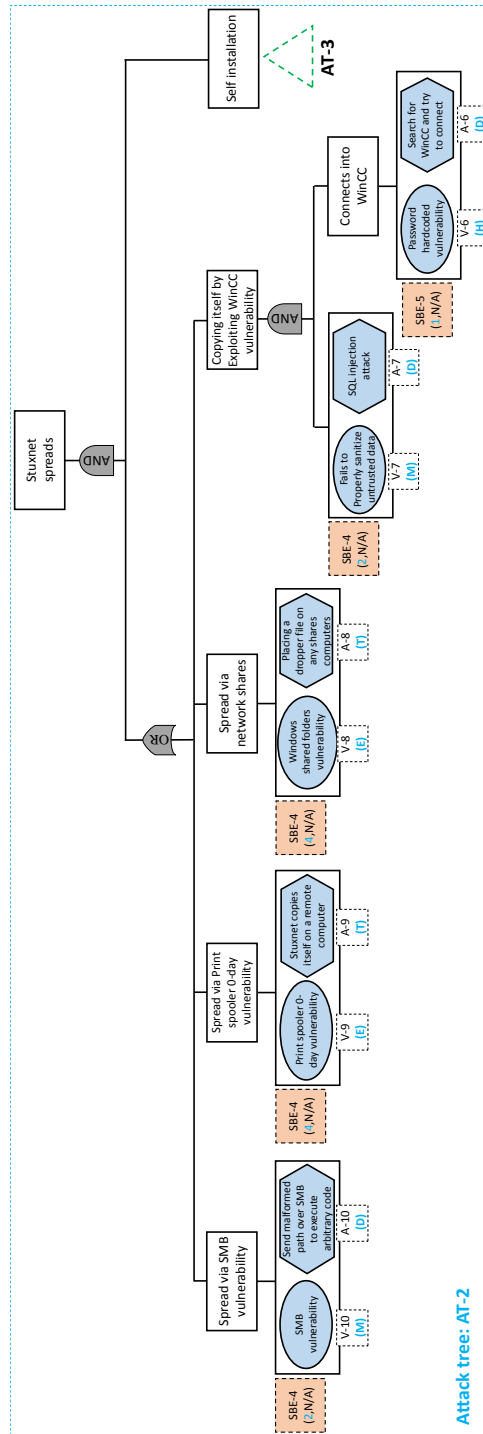 Stuxnet
spreads
AND
OR
Self installation
AT-3
Spread via SMB
vulnerability
Spread via Print
spooler 0-day
vulnerability
Spread via
network shares
Copying itself by
Exploiting WinCC
vulnerability
AND
Connects into
WinCC
SBE-4
(2,N/A)
SMB
vulnerability
Send malformed
path over SMB
to execute
arbitrary code
V-10
(M)
A-10
(D)
SBE-4
(4,N/A)
Print spooler 0-
day vulnerability
Stuxnet copies
itself on a remote
computer
V-9
(E)
A-9
(T)
SBE-4
(4,N/A)
Windows
shared folders
vulnerability
Placing a
dropper file on
any shares
computers
V-8
(E)
A-8
(T)
SBE-4
(2,N/A)
Fails to
Properly sanitize
untrusted data
SQL injection
attack
V-7
(M)
A-7
(D)
SBE-5
(1,N/A)
Password
hardcoded
vulnerability
Search for
WinCC and try
to connect
V-6
(H)
A-6
(D)
Attack tree: AT-2